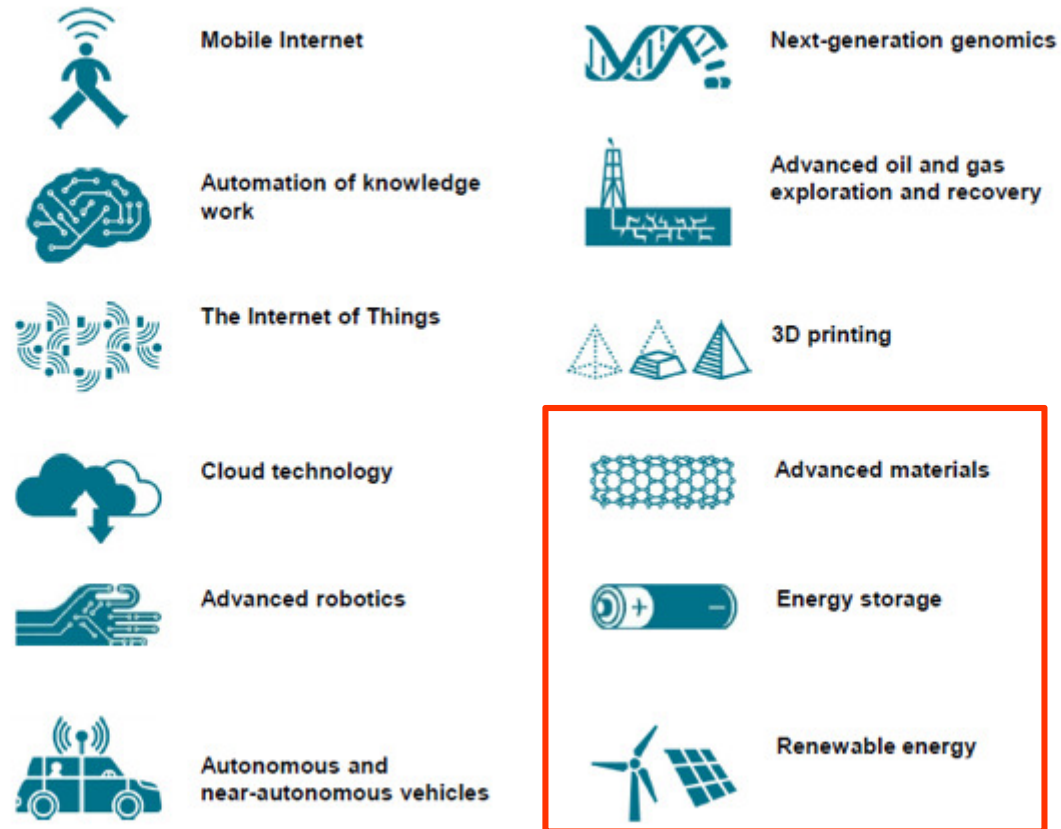 Mobile Internet
Automation of knowledge
work
The Internet of Things
Cloud technology
Advanced robotics
Autonomous and
near-autonomous vehicles
Next-generation genomics
Advanced oil and gas
exploration and recovery
3D printing
Advanced materials
Energy storage
Renewable energy